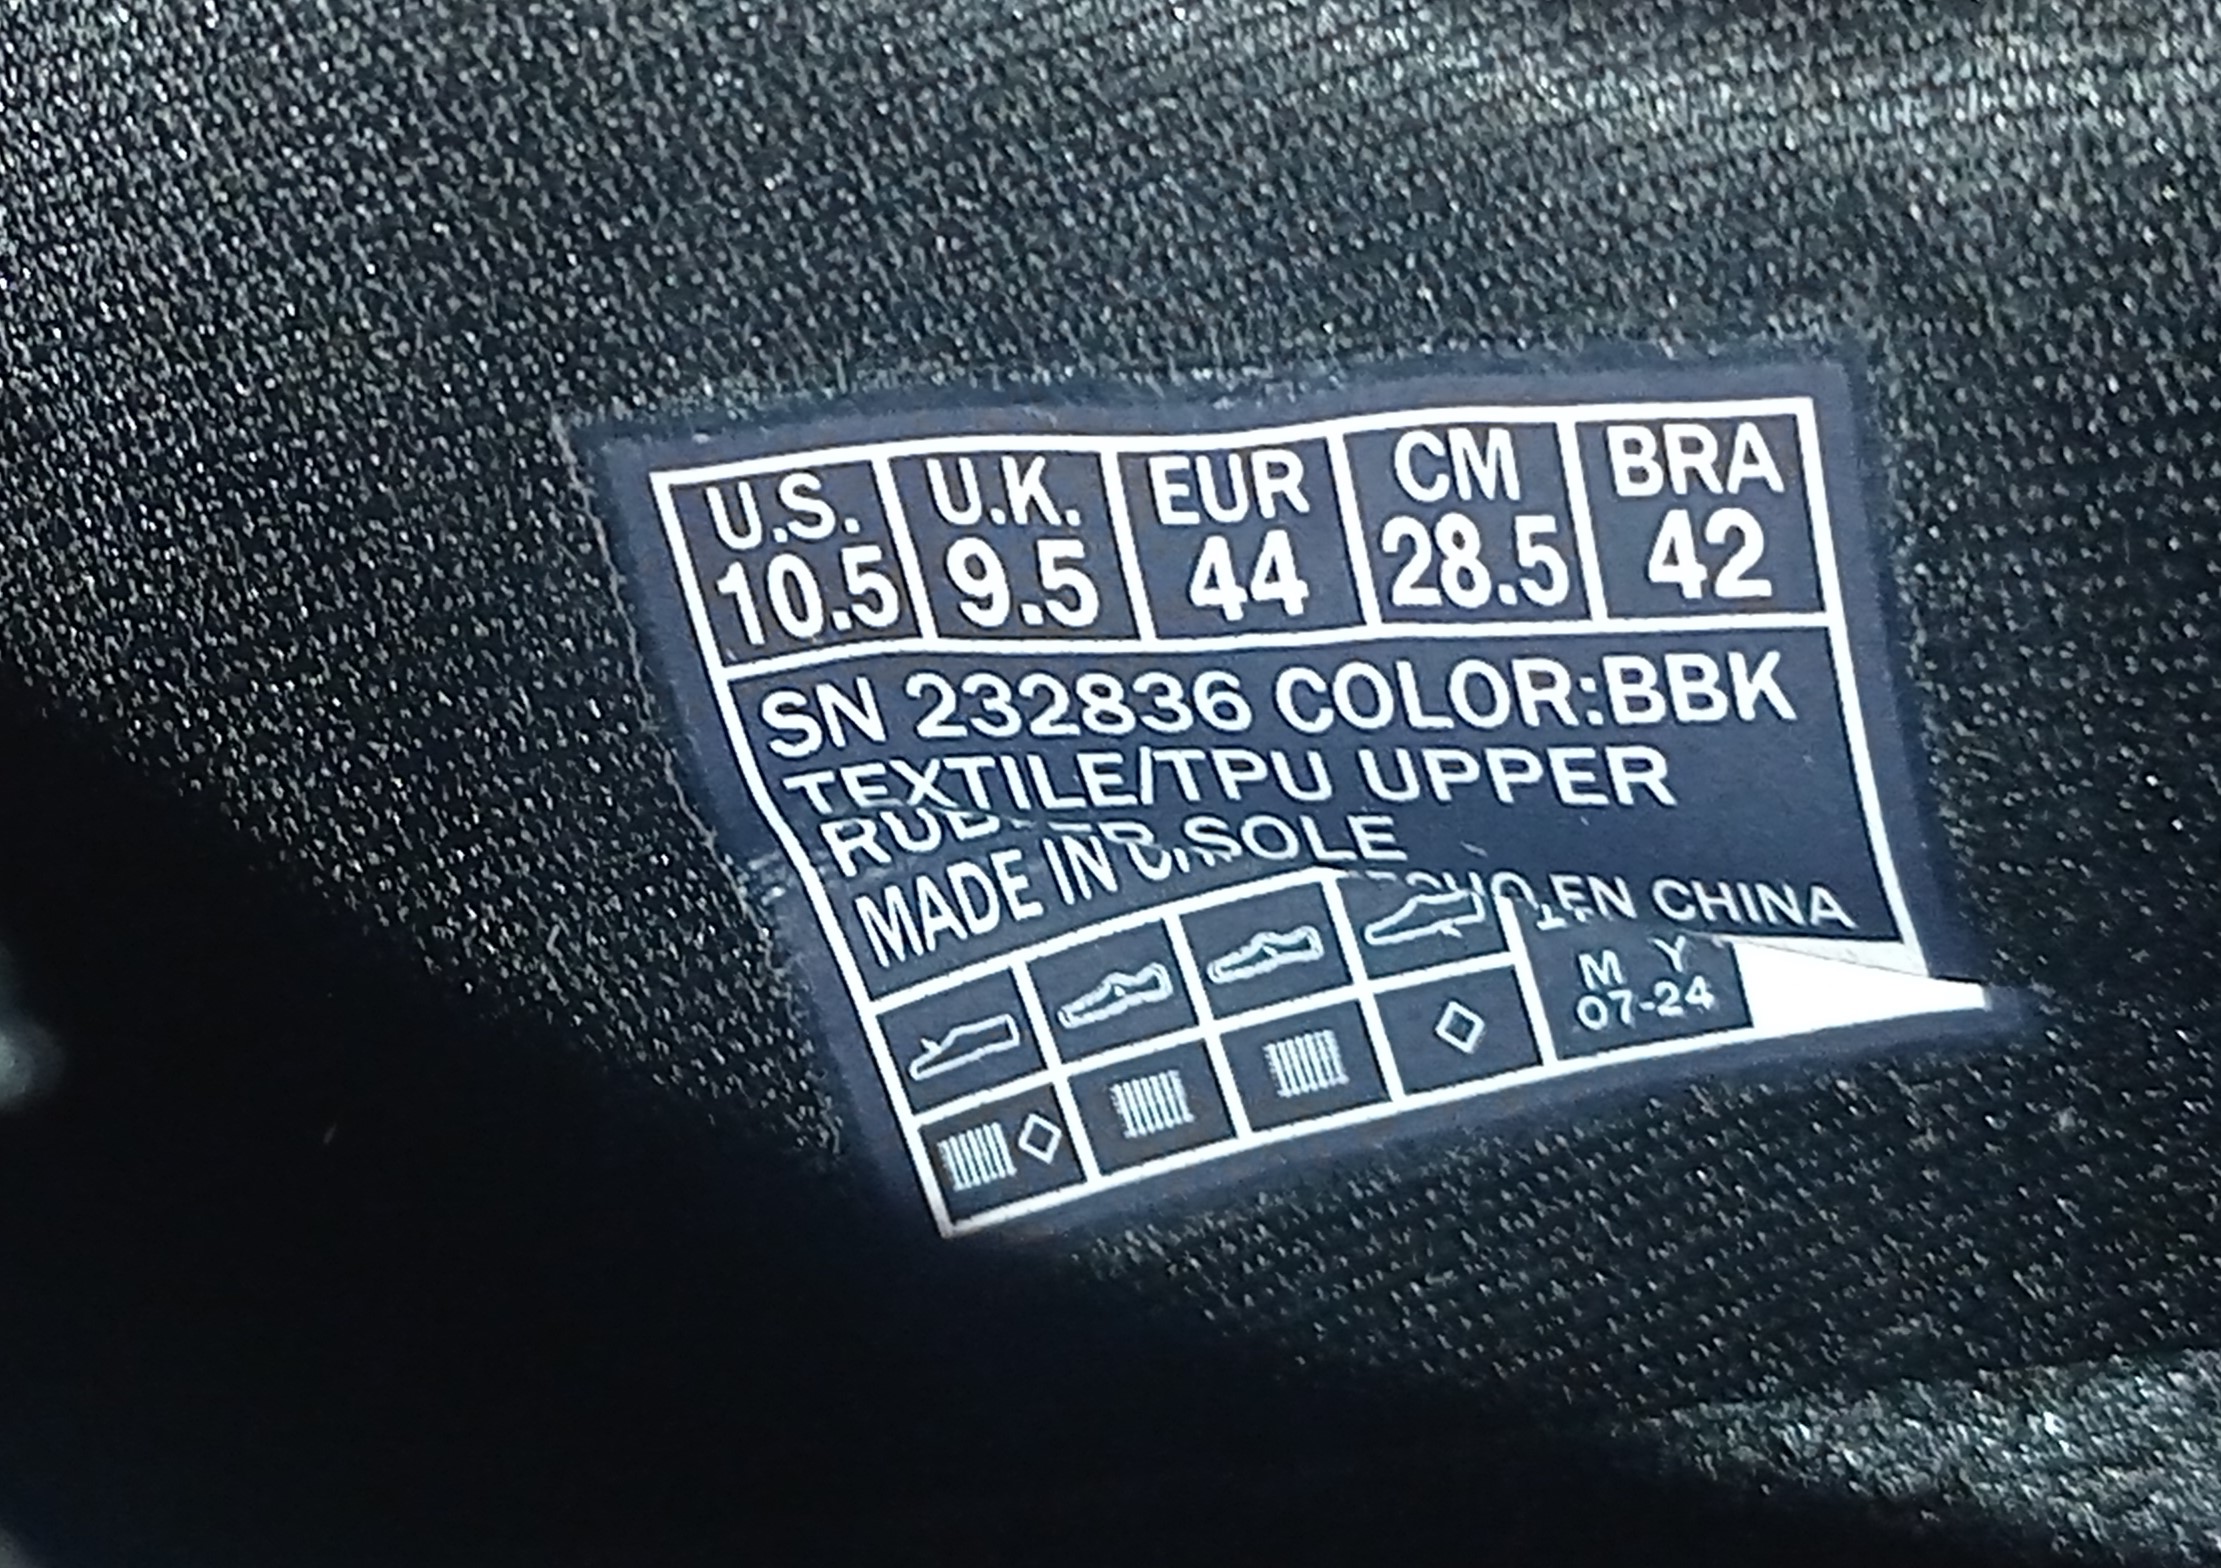 U.S. U.K. EUR CM BRA
10.5 9.5 44 28.5 42
SN 232836 COLOR:BBK
TEXTILE/TPU UPPER
SOLE
MADE IN EN CHINA
M Y
07-24